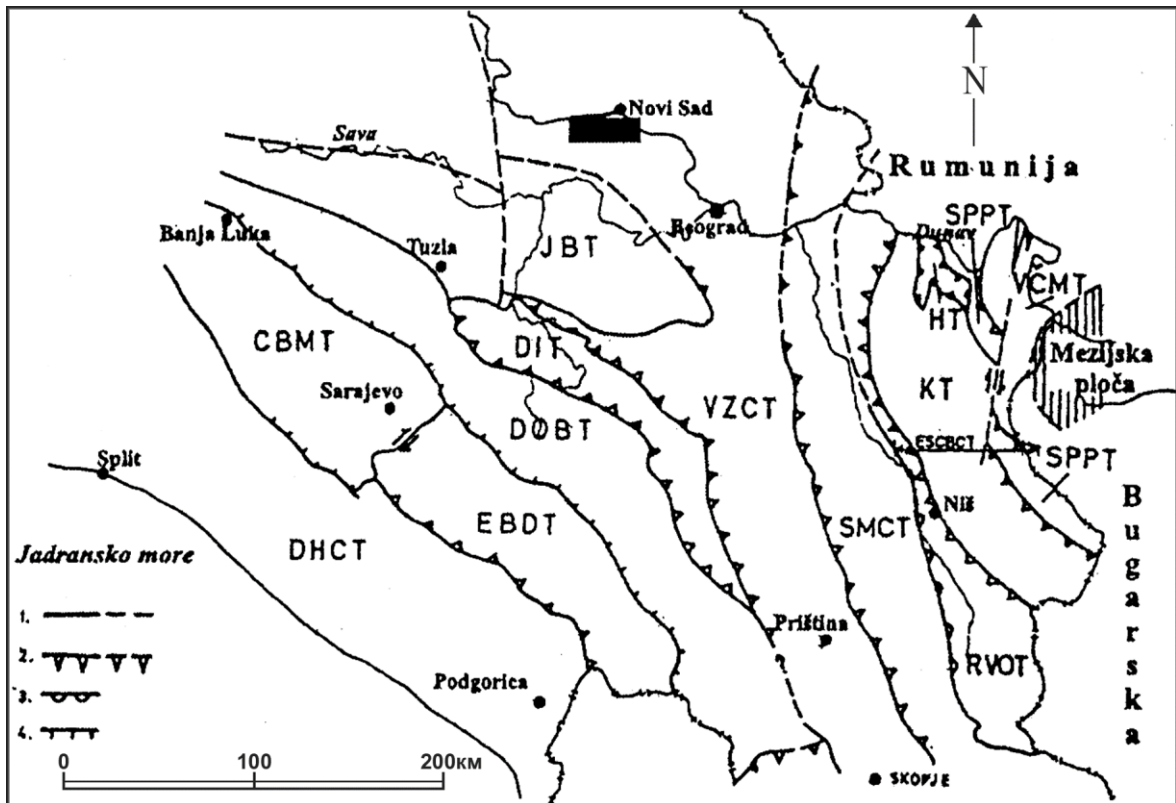 N
Novi Sad
Sava
Rumunija
Beograd
SPPT
Dunav
Banja Luka
Tuzla
JBT
CMT
HT
Mezijska
ploča
CBMT
DIT
KT
Sarajevo
DOBT
VZCT
ESCBCT
SPPT
Split
Niš
Bugarska
EBDT
SMCT
DHCT
Jadransko more
1.
Priština
2.
RVOT
Podgorica
3.
4.
0 100 200км
SKOPJE